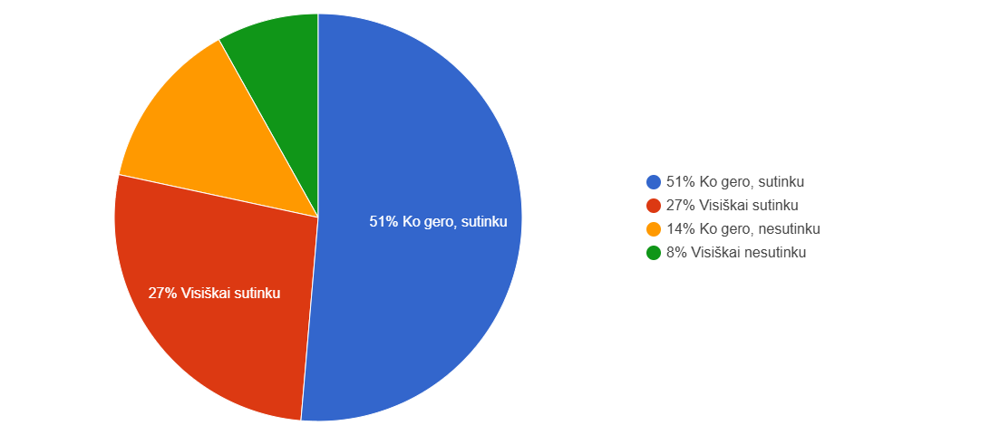 51% Ko gero, sutinku
27% Visiškai sutinku
51% Ko gero, sutinku
27% Visiškai sutinku
14% Ko gero, nesutinku
8% Visiškai nesutinku